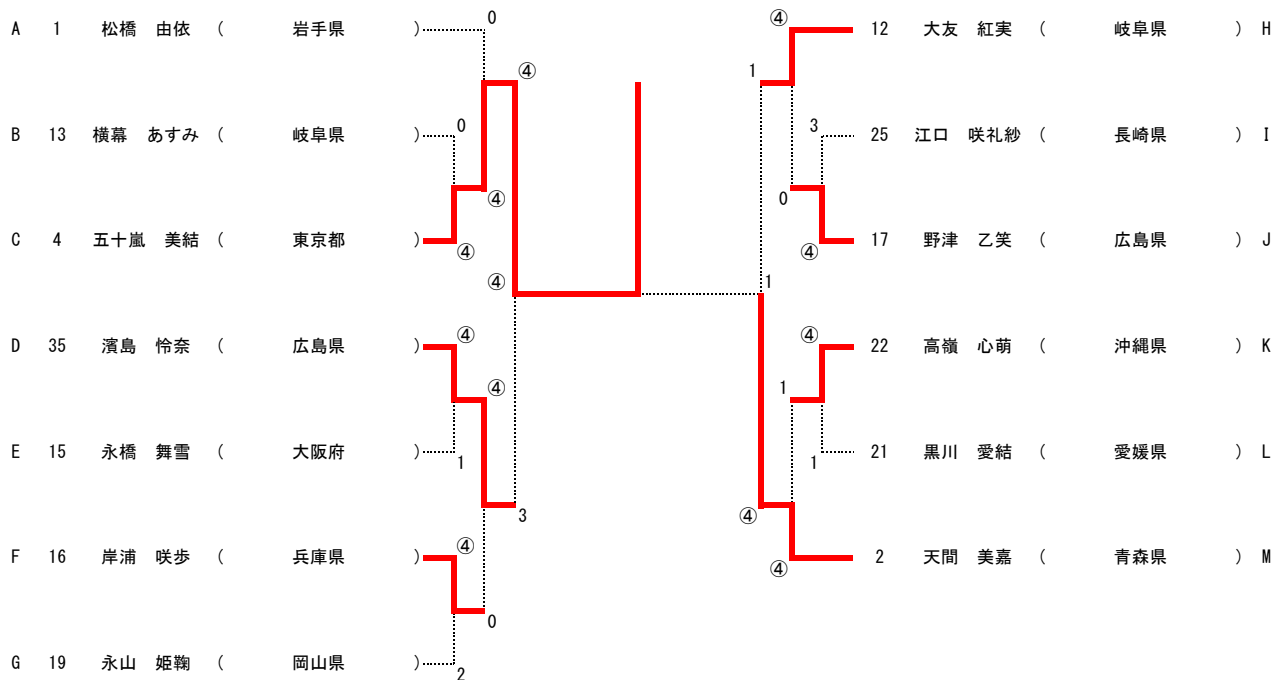 0
④
A 1 松橋 由依 ( 岩手県 )
12 大友 紅実 ( 岐阜県 ) H
④
1
0
3
B 13 横幕 あすみ ( 岐阜県 )
25 江口 咲礼紗 ( 長崎県 ) I
④
0
C 4 五十嵐 美結 ( 東京都 )
17 野津 乙笑 ( 広島県 ) J
④
④
④
1
④
④
D 35 濱島 怜奈 ( 広島県 )
22 高嶺 心萌 ( 沖縄県 ) K
④
1
E 15 永橋 舞雪 ( 大阪府 )
21 黒川 愛結 ( 愛媛県 ) L
1
1
3
④
④
F 16 岸浦 咲歩 ( 兵庫県 )
2 天間 美嘉 ( 青森県 ) M
④
0
G 19 永山 姫鞠 ( 岡山県 )
2